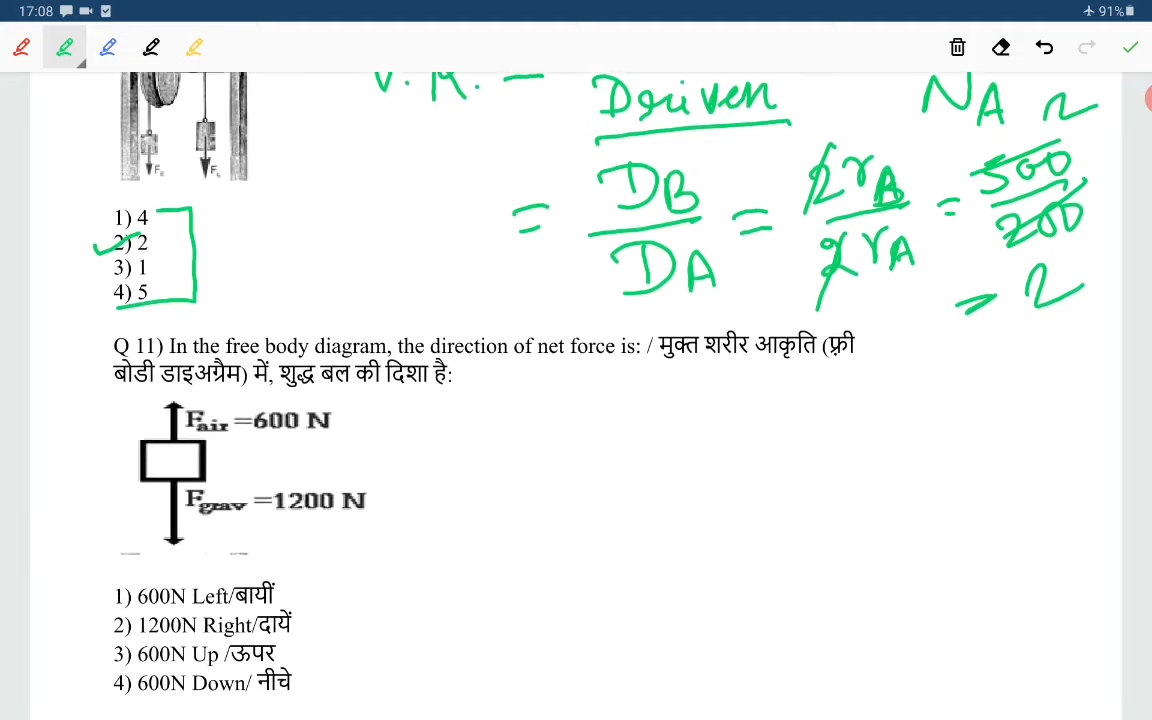 17:08
91%
V.R. =
Driven
NA
2
= DB / DA = 2rB / 2rA = 500 / 200
= 2
1) 4
2) 2
3) 1
4) 5
Q 11) In the free body diagram, the direction of net force is: / मुक्त शरीर आकृति (फ़्री
बोडी डाइअग्रैम) में, शुद्ध बल की दिशा है:
Fair =600 N
Fgrav =1200 N
1) 600N Left/बायीं
2) 1200N Right/दायें
3) 600N Up /ऊपर
4) 600N Down/ नीचे